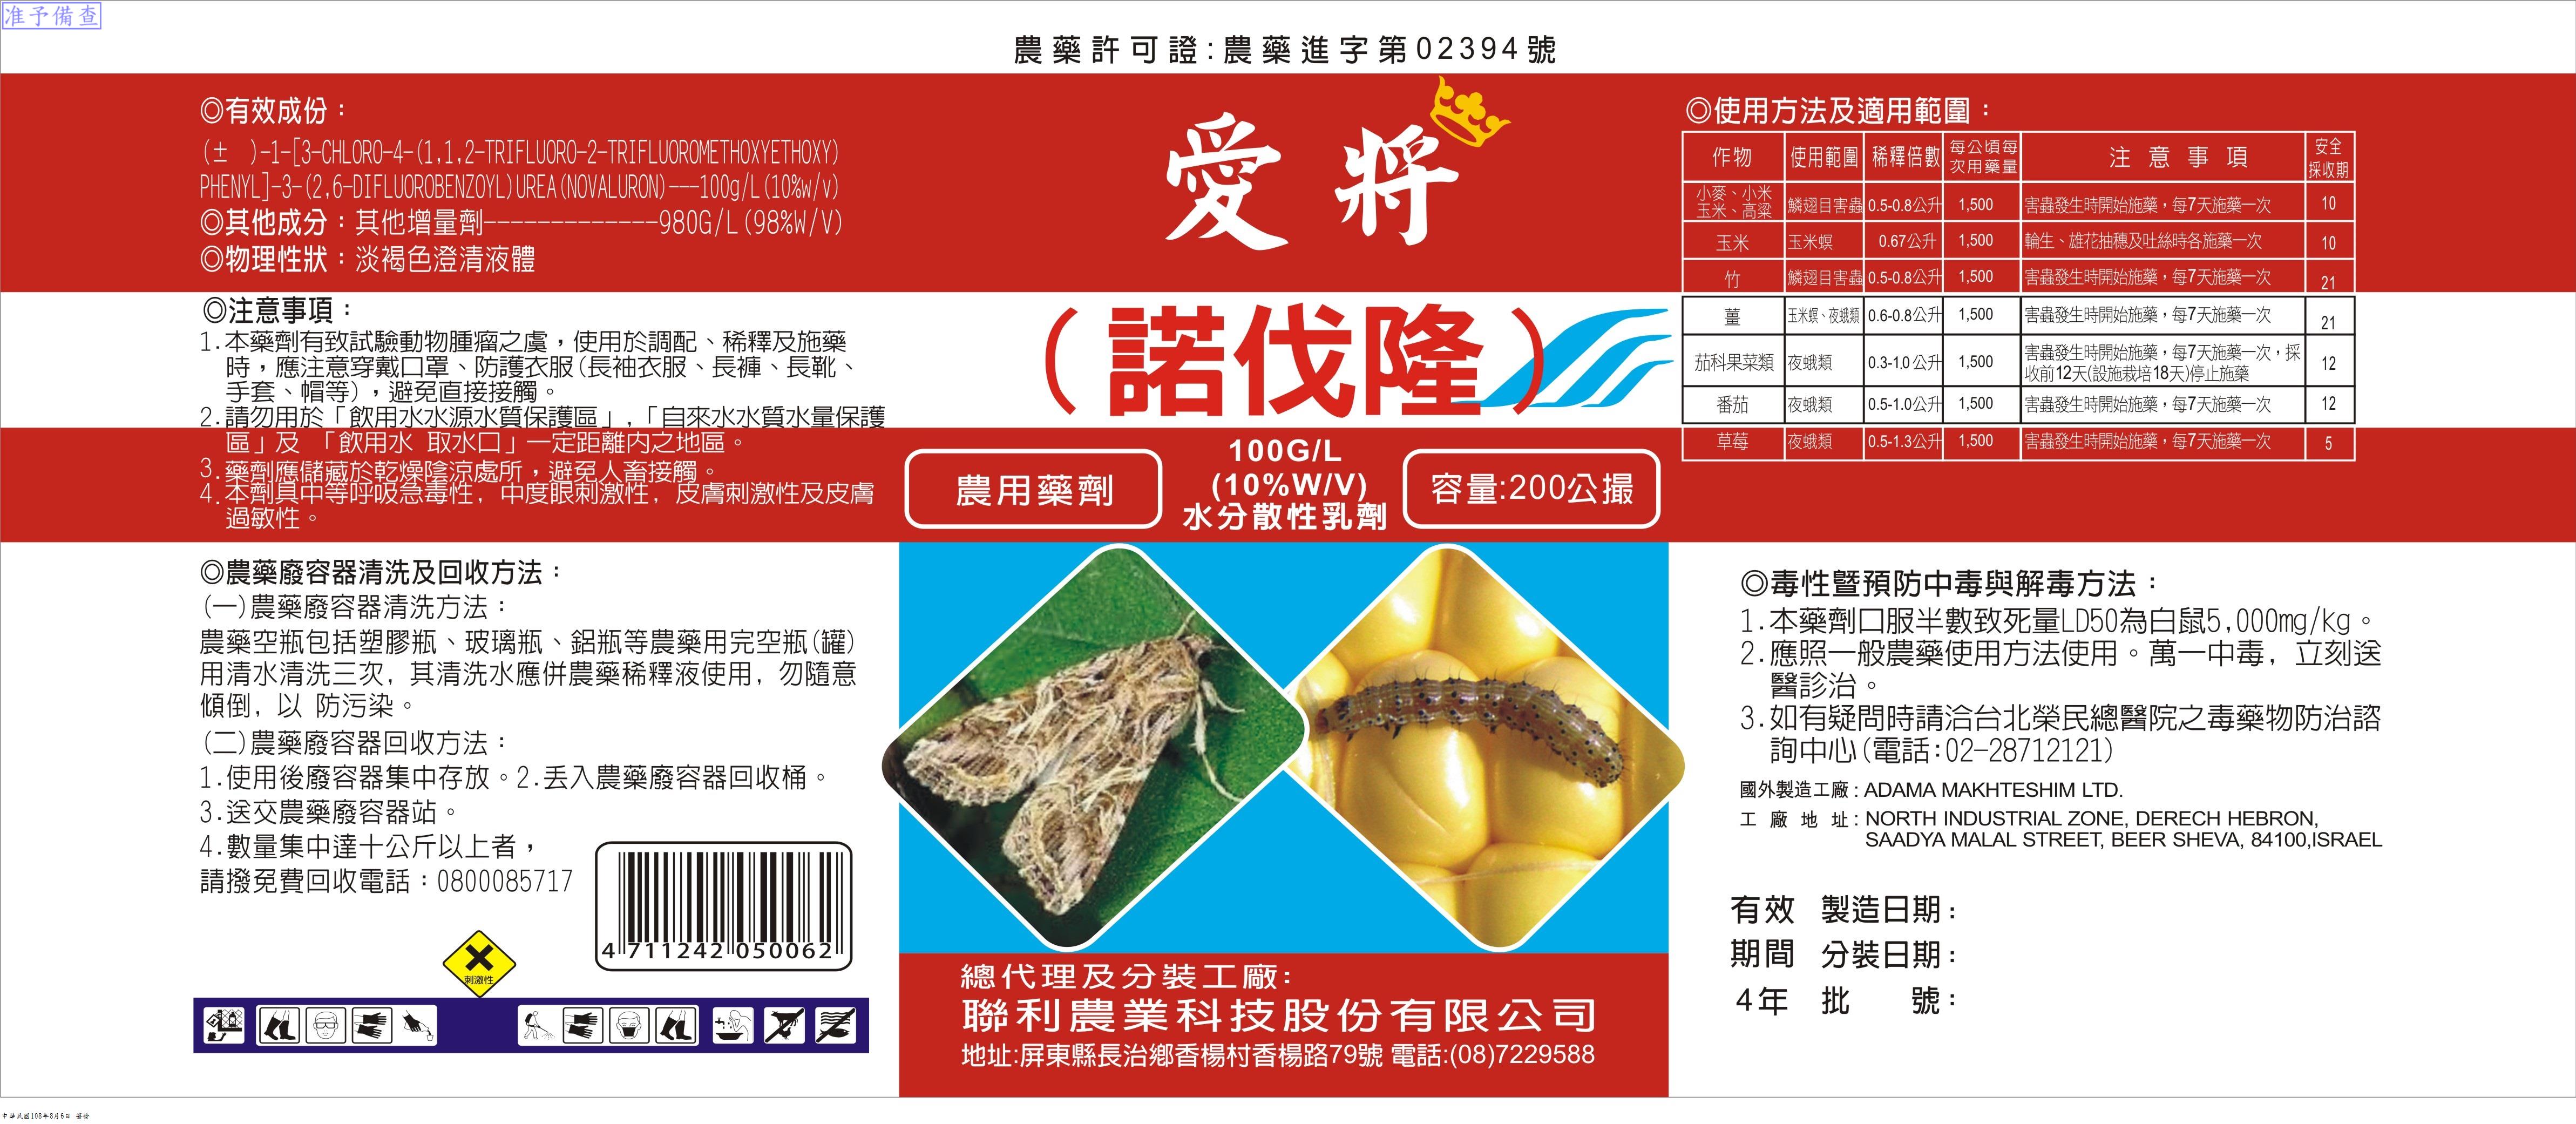 准予備查
農藥許可證:農藥進字第02394號
◎有效成份：
(± )-1-[3-CHLORO-4-(1,1,2-TRIFLUORO-2-TRIFLUOROMETHOXYETHOXY)
PHENYL]-3-(2,6-DIFLUOROBENZOYL)UREA(NOVALURON)---100g/L(10%w/v)
◎其他成分：其他增量劑-------------980G/L(98%W/V)
◎物理性狀：淡褐色澄清液體
◎注意事項：
1.本藥劑有致試驗動物腫瘤之虞，使用於調配、稀釋及施藥
時，應注意穿戴口罩、防護衣服(長袖衣服、長褲、長靴、
手套、帽等)，避免直接接觸。
2.請勿用於「飲用水水源水質保護區」,「自來水水質水量保護
區」及 「飲用水 取水口」一定距離內之地區。
3.藥劑應儲藏於乾燥陰涼處所，避免人畜接觸。
4.本劑具中等呼吸急毒性, 中度眼刺激性, 皮膚刺激性及皮膚
過敏性。
◎農藥廢容器清洗及回收方法：
(一)農藥廢容器清洗方法：
農藥空瓶包括塑膠瓶、玻璃瓶、鋁瓶等農藥用完空瓶(罐)
用清水清洗三次, 其清洗水應併農藥稀釋液使用, 勿隨意
傾倒, 以 防污染。
(二)農藥廢容器回收方法：
1.使用後廢容器集中存放。2.丟入農藥廢容器回收桶。
3.送交農藥廢容器站。
4.數量集中達十公斤以上者，
請撥免費回收電話：0800085717
4 711242 050062
刺激性
愛將
(諾伐隆)
農用藥劑
100G/L
(10%W/V)
水分散性乳劑
容量:200公撮
總代理及分裝工廠:
聯利農業科技股份有限公司
地址:屏東縣長治鄉香楊村香楊路79號 電話:(08)7229588
◎使用方法及適用範圍：
作物 使用範圍 稀釋倍數 每公頃每次用藥量 注意事項 安全採收期
小麥、小米玉米、高粱 鱗翅目害蟲 0.5-0.8公升 1,500 害蟲發生時開始施藥，每7天施藥一次 10
玉米 玉米螟 0.67公升 1,500 輪生、雄花抽穗及吐絲時各施藥一次 10
竹 鱗翅目害蟲 0.5-0.8公升 1,500 害蟲發生時開始施藥，每7天施藥一次 21
薑 玉米螟、夜蛾類 0.6-0.8公升 1,500 害蟲發生時開始施藥，每7天施藥一次 21
茄科果菜類 夜蛾類 0.3-1.0公升 1,500 害蟲發生時開始施藥，每7天施藥一次，採收前12天(設施栽培18天)停止施藥 12
番茄 夜蛾類 0.5-1.0公升 1,500 害蟲發生時開始施藥，每7天施藥一次 12
草莓 夜蛾類 0.5-1.3公升 1,500 害蟲發生時開始施藥，每7天施藥一次 5
◎毒性暨預防中毒與解毒方法：
1.本藥劑口服半數致死量LD50為白鼠5,000mg/kg。
2.應照一般農藥使用方法使用。萬一中毒, 立刻送
醫診治。
3.如有疑問時請洽台北榮民總醫院之毒藥物防治諮
詢中心(電話:02-28712121)
國外製造工廠：ADAMA MAKHTESHIM LTD.
工 廠 地 址：NORTH INDUSTRIAL ZONE, DERECH HEBRON,
SAADYA MALAL STREET, BEER SHEVA, 84100,ISRAEL
有效 製造日期:
期間 分裝日期:
4年 批 號:
中華民國108年8月6日 簽發